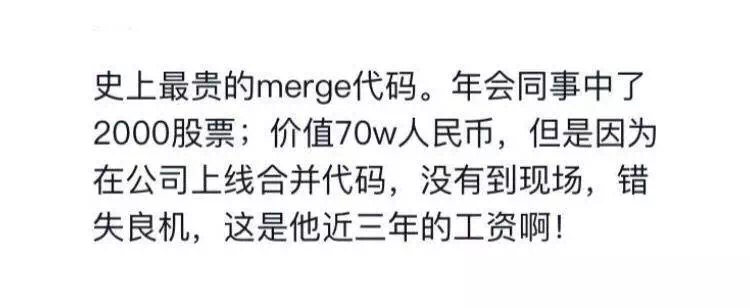 史上最贵的merge代码。年会同事中了
2000股票；价值70w人民币，但是因为
在公司上线合并代码，没有到现场，错
失良机，这是他近三年的工资啊！